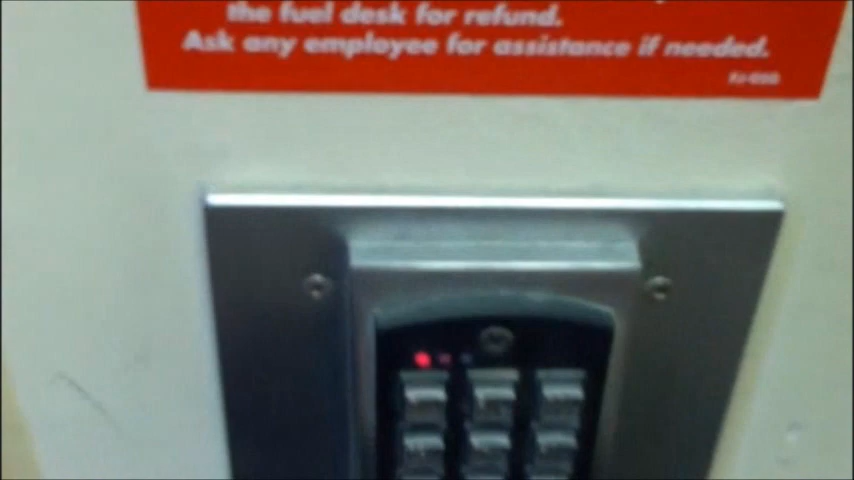 the fuel desk for refund.
Ask any employee for assistance if needed.